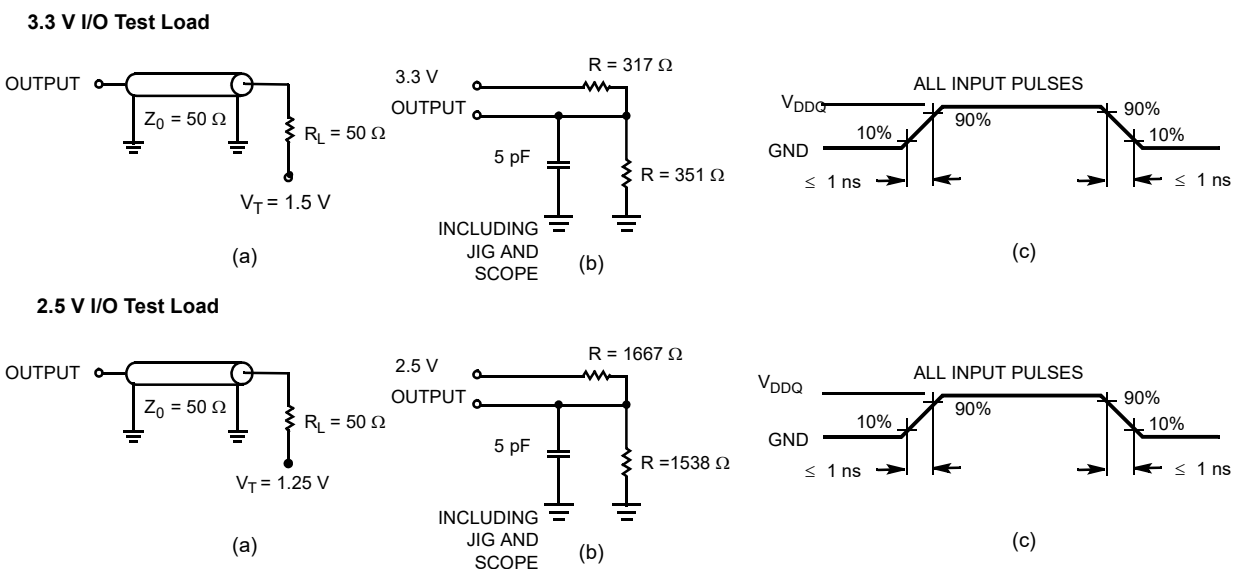 3.3 V I/O Test Load
OUTPUT
Z0 = 50 Ω
RL = 50 Ω
VT = 1.5 V
(a)
3.3 V
OUTPUT
R = 317 Ω
5 pF
R = 351 Ω
INCLUDING
JIG AND
SCOPE
(b)
ALL INPUT PULSES
VDDQ
GND
10%
90%
90%
10%
≤ 1 ns
≤ 1 ns
(c)
2.5 V I/O Test Load
OUTPUT
Z0 = 50 Ω
RL = 50 Ω
VT = 1.25 V
(a)
2.5 V
OUTPUT
R = 1667 Ω
5 pF
R =1538 Ω
INCLUDING
JIG AND
SCOPE
(b)
ALL INPUT PULSES
VDDQ
GND
10%
90%
90%
10%
≤ 1 ns
≤ 1 ns
(c)